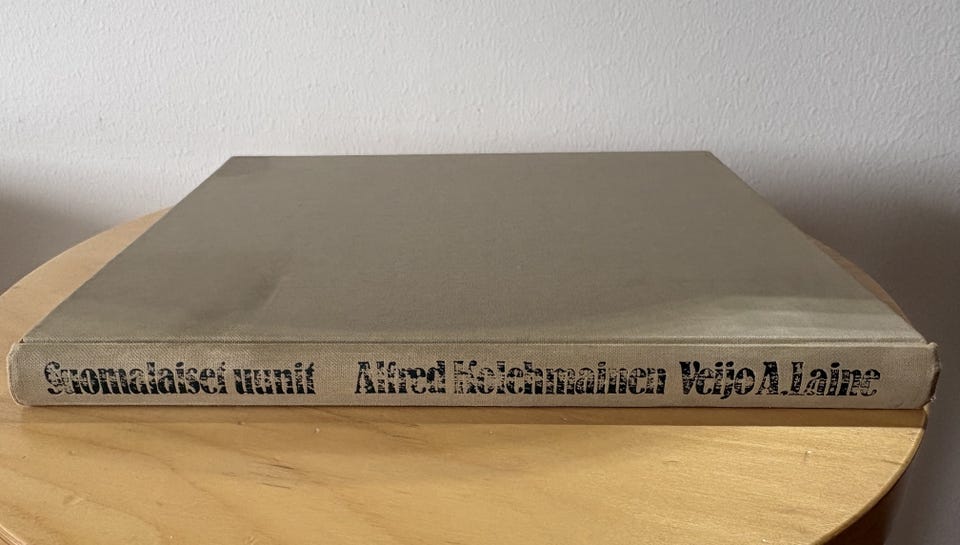 Suomalaiset uunit Alfred Kolehmainen Veijo A. Laine